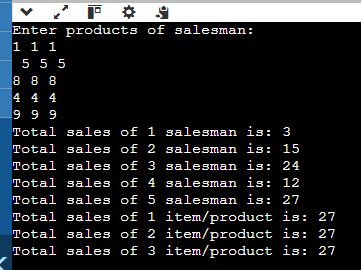 Enter products of salesman:
1 1 1
5 5 5
8 8 8
4 4 4
9 9 9
Total sales of 1 salesman is: 3
Total sales of 2 salesman is: 15
Total sales of 3 salesman is: 24
Total sales of 4 salesman is: 12
Total sales of 5 salesman is: 27
Total sales of 1 item/product is: 27
Total sales of 2 item/product is: 27
Total sales of 3 item/product is: 27